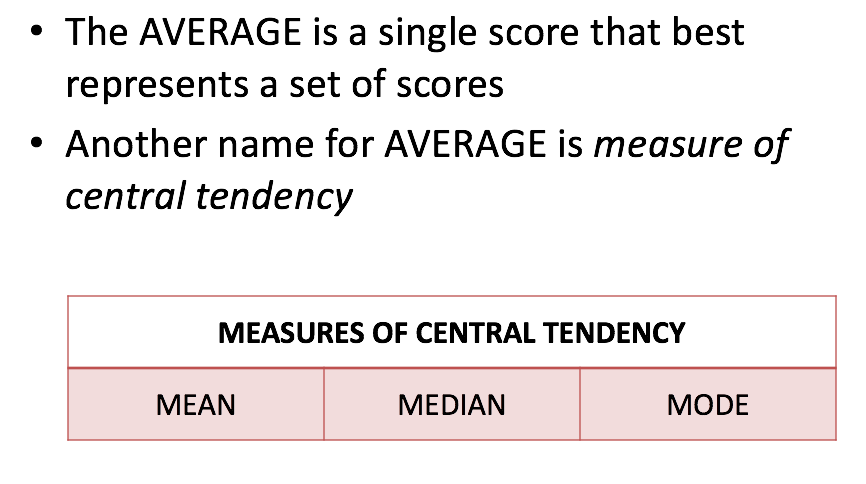 • The AVERAGE is a single score that best
represents a set of scores
• Another name for AVERAGE is measure of
central tendency
MEASURES OF CENTRAL TENDENCY
MEAN MEDIAN MODE